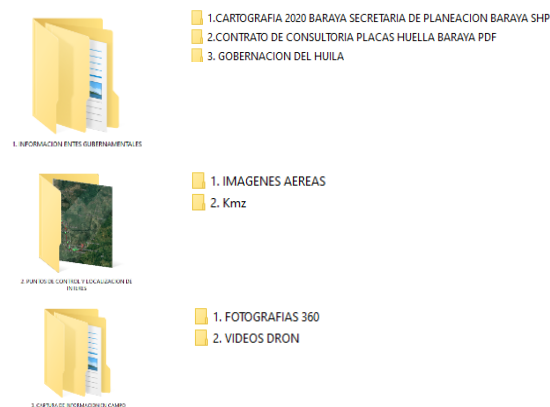 1.CARTOGRAFIA 2020 BARAYA SECRETARIA DE PLANEACION BARAYA SHP
2.CONTRATO DE CONSULTORIA PLACAS HUELLA BARAYA PDF
3. GOBERNACION DEL HUILA
1. INFORMACION ENTES GUBERNAMENTALES
1. IMAGENES AEREAS
2. Kmz
2. PUNTOS DE CONTROL Y LOCALIZACION DE
INTERES
1. FOTOGRAFIAS 360
2. VIDEOS DRON
3. CAPTURA DE INFORMACION EN CAMPO